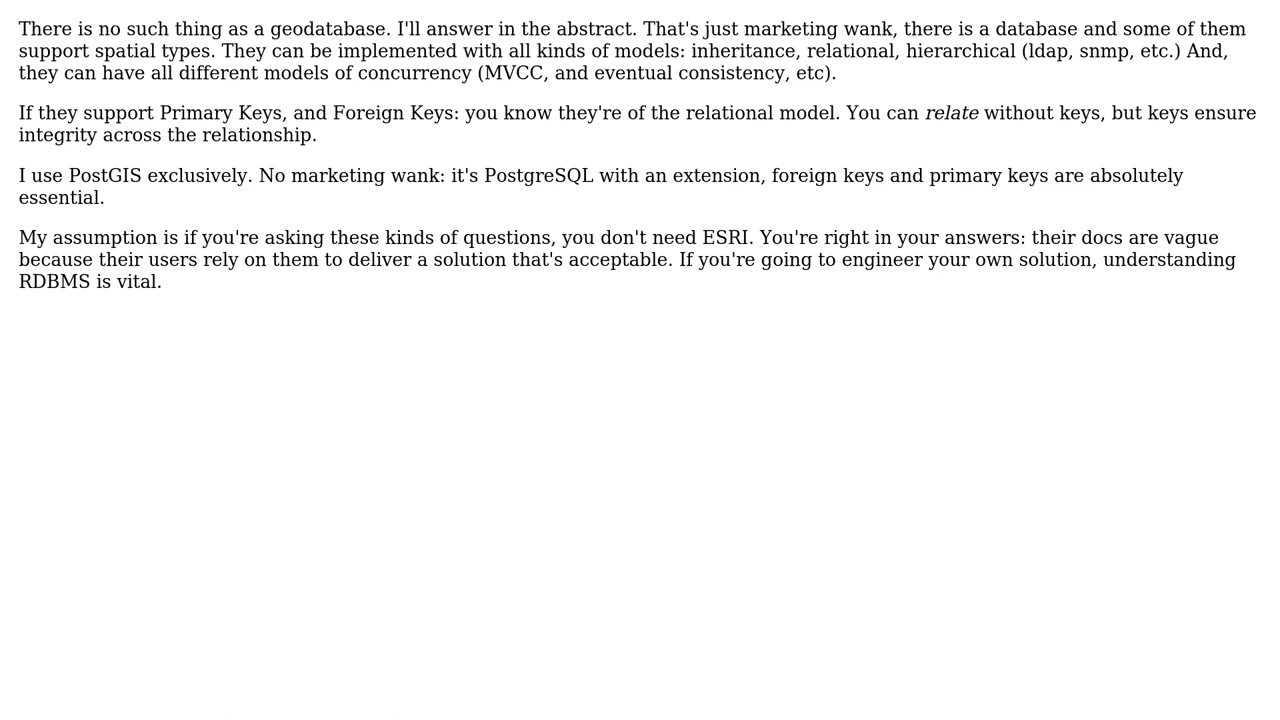 There is no such thing as a geodatabase. I'll answer in the abstract. That's just marketing wank, there is a database and some of them
support spatial types. They can be implemented with all kinds of models: inheritance, relational, hierarchical (ldap, snmp, etc.) And,
they can have all different models of concurrency (MVCC, and eventual consistency, etc).
If they support Primary Keys, and Foreign Keys: you know they're of the relational model. You can relate without keys, but keys ensure
integrity across the relationship.
I use PostGIS exclusively. No marketing wank: it's PostgreSQL with an extension, foreign keys and primary keys are absolutely
essential.
My assumption is if you're asking these kinds of questions, you don't need ESRI. You're right in your answers: their docs are vague
because their users rely on them to deliver a solution that's acceptable. If you're going to engineer your own solution, understanding
RDBMS is vital.